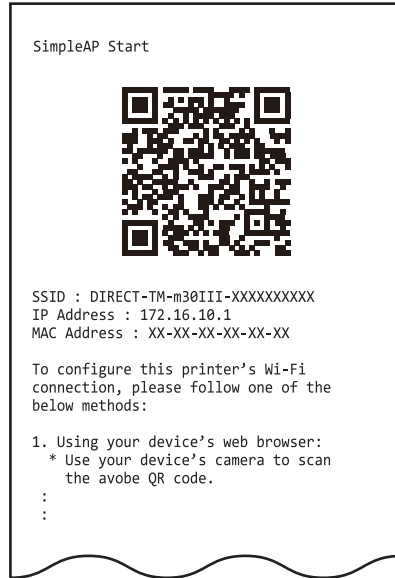 SimpleAP Start
SSID : DIRECT-TM-m30III-XXXXXXXXXX
IP Address : 172.16.10.1
MAC Address : XX-XX-XX-XX-XX-XX
To configure this printer's Wi-Fi
connection, please follow one of the
below methods:
1. Using your device's web browser:
* Use your device's camera to scan
the avobe QR code.
:
: